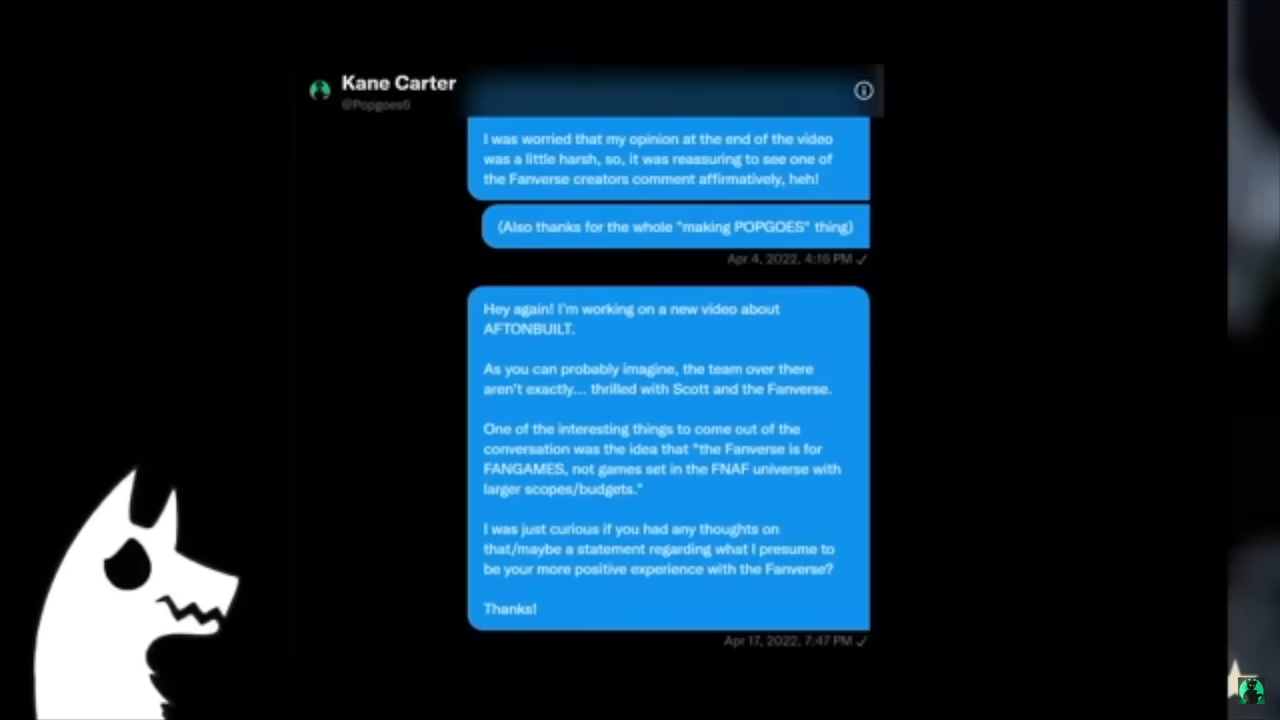 Kane Carter
@Popgoes6
I was worried that my opinion at the end of the video
was a little harsh, so, it was reassuring to see one of
the Fanverse creators comment affirmatively, heh!
(Also thanks for the whole "making POPGOES" thing)
Apr 4, 2022, 4:16 PM ✓
Hey again! I'm working on a new video about
AFTONBUILT.
As you can probably imagine, the team over there
aren't exactly.... thrilled with Scott and the Fanverse.
One of the interesting things to come out of the
conversation was the idea that "the Fanverse is for
FANGAMES, not games set in the FNAF universe with
larger scopes/budgets."
I was just curious if you had any thoughts on
that/maybe a statement regarding what I presume to
be your more positive experience with the Fanverse?
Thanks!
Apr 17, 2022, 7:47 PM ✓